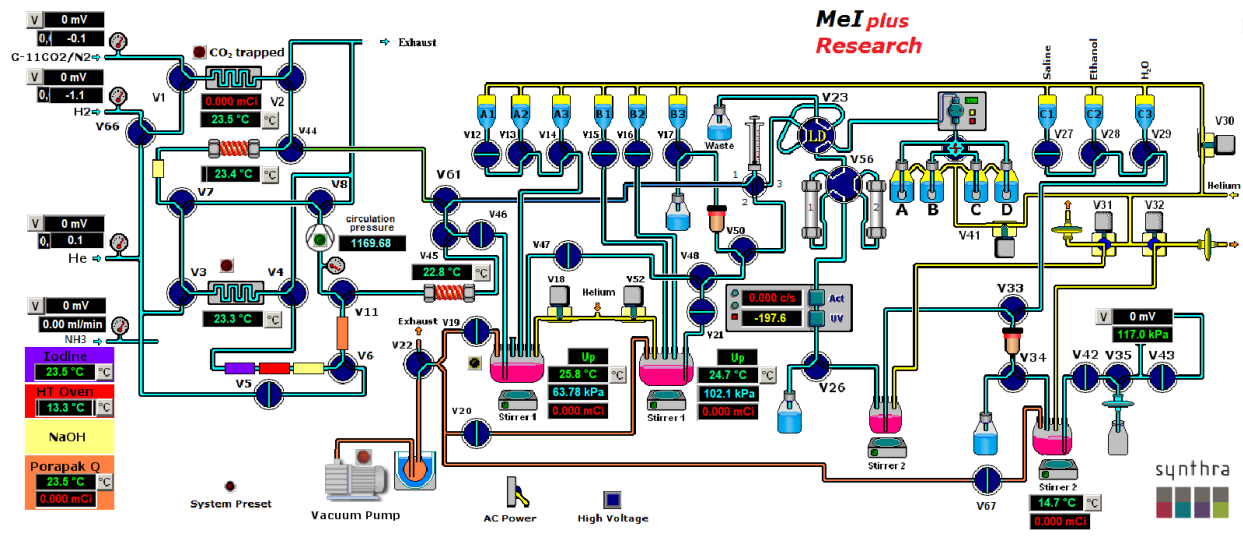 MeI plus
Research
V 0 mV
0, -0.1
G-11CO2/N2
V 0 mV
0, -1.1
H2
V66
V1
CO2 trapped
0.000 mCi
23.5 °C °C
V2
Exhaust
V44
23.4 °C °C
V7
V8
circulation
pressure
1169.68
V 0 mV
0, 0.1
He
V3
V4
23.3 °C °C
V11
V 0 mV
0.00 ml/min
NH3
V5
V6
Iodine
23.5 °C °C
HT Oven
13.3 °C °C
NaOH
Porapak Q
23.5 °C °C
0.000 mCi
System Preset
Vacuum Pump
AC Power
High Voltage
A1
A2
A3
B1
B2
B3
V12
V13
V14
V15
V16
V17
Waste
V23
LD
V56
1
2
3
1
2
V61
V46
V45
22.8 °C °C
V47
V48
V50
V18
Helium
V52
Exhaust
V22
V19
V20
V21
Up
25.8 °C °C
63.78 kPa
0.000 mCi
Stirrer 1
Up
24.7 °C °C
102.1 kPa
0.000 mCi
Stirrer 1
0.000 c/s
-197.6
Act
UV
V26
A
B
C
D
V41
Saline
Ethanol
H2O
C1
C2
C3
V27
V28
V29
V30
Helium
V31
V32
V33
V34
V 0 mV
117.0 kPa
V42
V35
V43
Stirrer 2
Stirrer 2
14.7 °C °C
0.000 mCi
V67
synthra